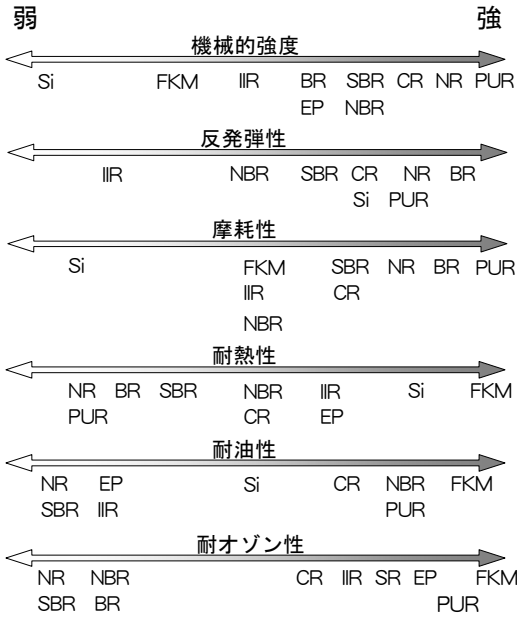 弱 強
機械的強度
Si FKM IIR BR SBR CR NR PUR
EP NBR
反発弾性
IIR NBR SBR CR NR BR
Si PUR
摩耗性
Si FKM SBR NR BR PUR
IIR CR
NBR
耐熱性
NR BR SBR NBR IIR Si FKM
PUR CR EP
耐油性
NR EP Si CR NBR FKM
SBR IIR PUR
耐オゾン性
NR NBR CR IIR SR EP FKM
SBR BR PUR